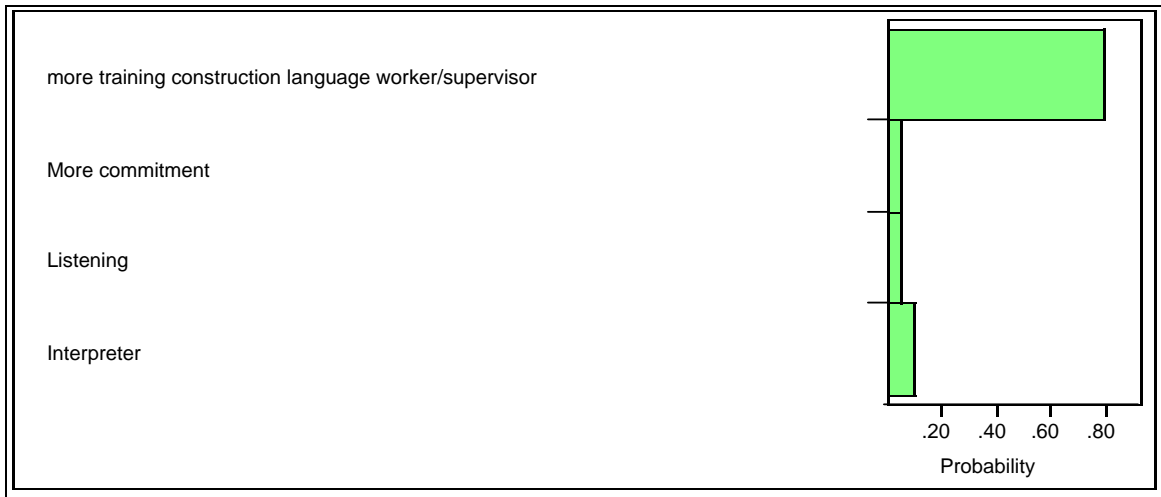 more training construction language worker/supervisor
More commitment
Listening
Interpreter
.20 .40 .60 .80
Probability